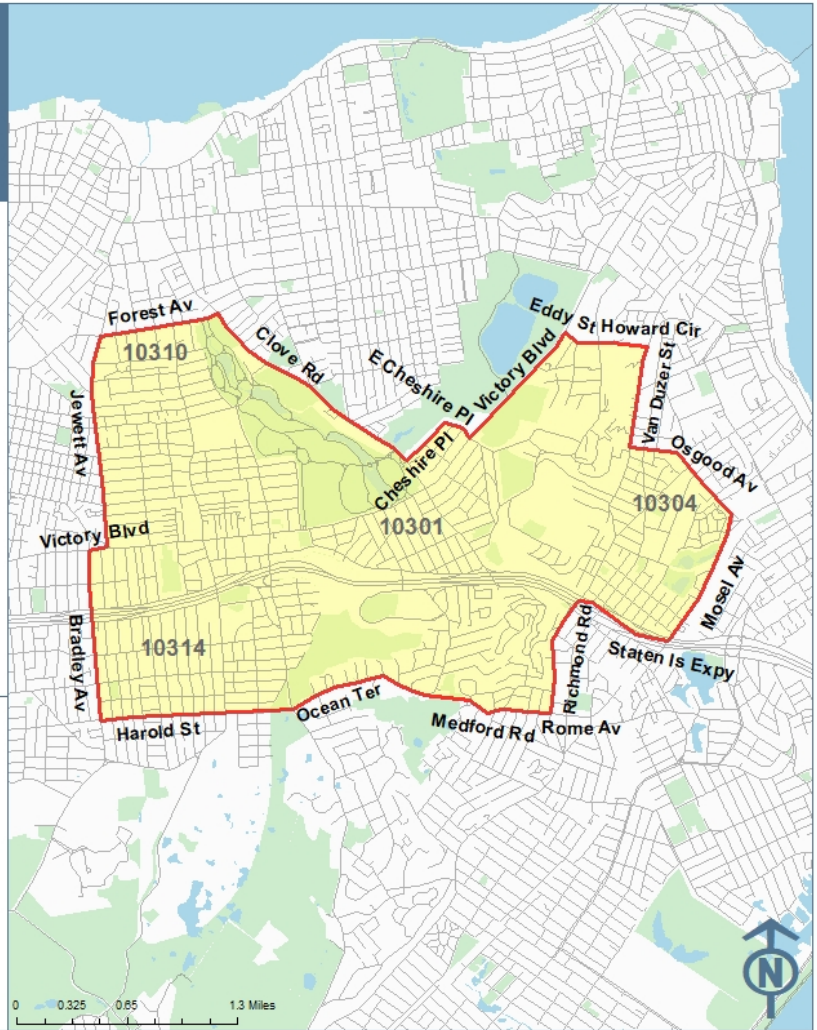 Forest Av
10310
Clove Rd
Eddy St
Howard Cir
E Cheshire Pl
Victory Blvd
Van Duzer St
Jewett Av
Cheshire Pl
Osgood Av
10304
10301
Victory Blvd
Mosel Av
Bradley Av
10314
Richmond Rd
Staten Is Expy
Ocean Ter
Harold St
Medford Rd
Rome Av
N
0 0.325 0.65 1.3 Miles